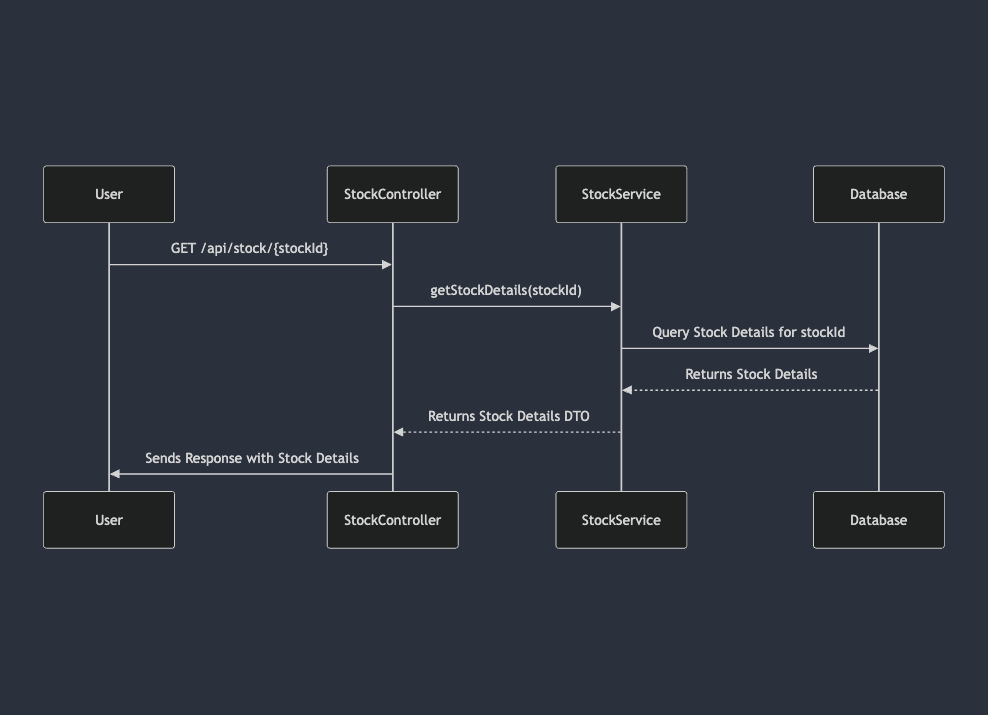 User
StockController
StockService
Database
GET /api/stock/{stockId}
getStockDetails(stockId)
Query Stock Details for stockId
Returns Stock Details
Returns Stock Details DTO
Sends Response with Stock Details
User
StockController
StockService
Database